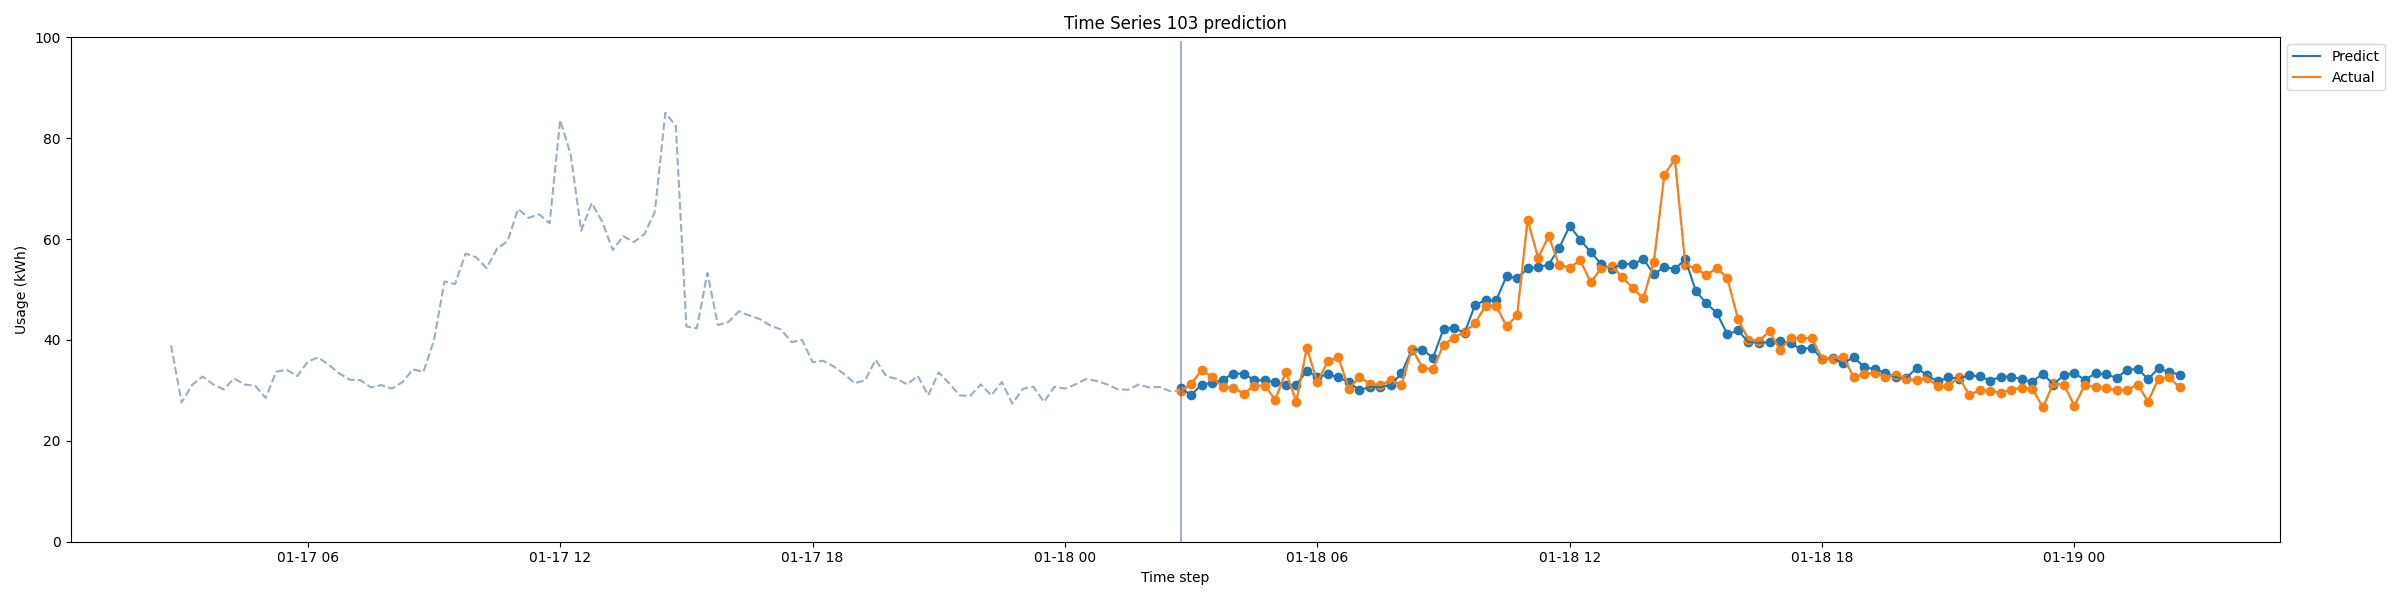 Time Series 103 prediction
100
80
60
40
20
0
Usage (kWh)
Predict
Actual
01-17 06
01-17 12
01-17 18
01-18 00
01-18 06
01-18 12
01-18 18
01-19 00
Time step